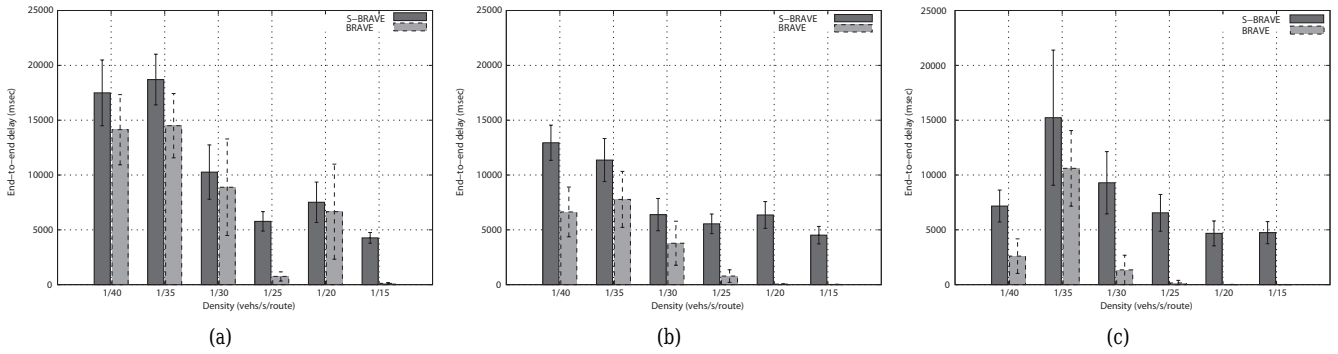 25000
20000
15000
10000
5000
0
End−to−end delay (msec)
S−BRAVE
BRAVE
1/40 1/35 1/30 1/25 1/20 1/15
Density (vehs/s/route)
(a)
25000
20000
15000
10000
5000
0
End−to−end delay (msec)
S−BRAVE
BRAVE
1/40 1/35 1/30 1/25 1/20 1/15
Density (vehs/s/route)
(b)
25000
20000
15000
10000
5000
0
End−to−end delay (msec)
S−BRAVE
BRAVE
1/40 1/35 1/30 1/25 1/20 1/15
Density (vehs/s/route)
(c)